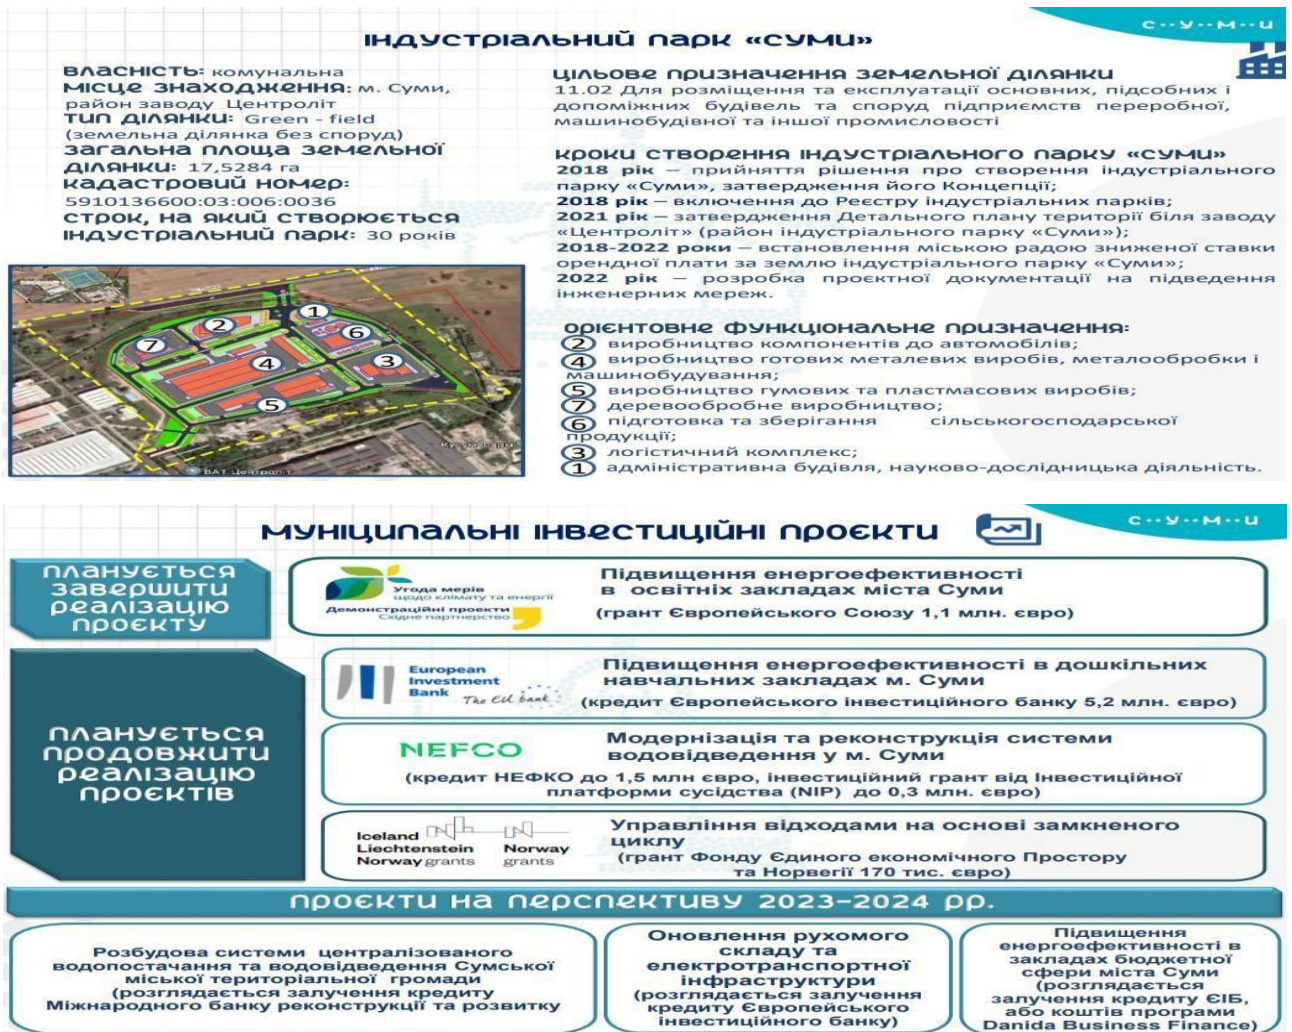 с··у··м··и
ІНДУСТРІАЛЬНИЙ ПАРК «СУМИ»
ВЛАСНІСТЬ: комунальна
МІСЦЕ ЗНАХОДЖЕННЯ: м. Суми,
район заводу Центроліт
ТИП ДІЛЯНКИ: Green - field
(земельна ділянка без споруд)
ЗАГАЛЬНА ПЛОЩА ЗЕМЕЛЬНОЇ
ДІЛЯНКИ: 17,5284 га
КАДАСТРОВИЙ НОМЕР:
5910136600:03:006:0036
СТРОК, НА ЯКИЙ СТВОРЮЄТЬСЯ
ІНДУСТРІАЛЬНИЙ ПАРК: 30 років
1
2
6
7
4
3
5
ВАТ Центроліт
ЦІЛЬОВЕ ПРИЗНАЧЕННЯ ЗЕМЕЛЬНОЇ ДІЛЯНКИ
11.02 Для розміщення та експлуатації основних, підсобних і
допоміжних будівель та споруд підприємств переробної,
машинобудівної та іншої промисловості
КРОКИ СТВОРЕННЯ ІНДУСТРІАЛЬНОГО ПАРКУ «СУМИ»
2018 рік – прийняття рішення про створення індустріального
парку «Суми», затвердження його Концепції;
2018 рік – включення до Реєстру індустріальних парків;
2021 рік – затвердження Детального плану території біля заводу
«Центроліт» (район індустріального парку «Суми»);
2018-2022 роки – встановлення міською радою зниженої ставки
орендної плати за землю індустріального парку «Суми»;
2022 рік – розробка проектної документації на підведення
інженерних мереж.
ОРІЄНТОВНЕ ФУНКЦІОНАЛЬНЕ ПРИЗНАЧЕННЯ:
2 виробництво компонентів до автомобілів;
4 виробництво готових металевих виробів, металообробки і
машинобудування;
5 виробництво гумових та пластмасових виробів;
7 деревообробне виробництво;
6 підготовка та зберігання сільськогосподарської
продукції;
3 логістичний комплекс;
1 адміністративна будівля, науково-дослідницька діяльність.
с··у··м··и
МУНІЦИПАЛЬНІ ІНВЕСТИЦІЙНІ ПРОЄКТИ
ПЛАНУЄТЬСЯ
ЗАВЕРШИТИ
РЕАЛІЗАЦІЮ
ПРОЄКТУ
Угода мерів
щодо клімату та енергії
Демонстраційні проекти
Східне партнерство
Підвищення енергоефективності
в освітніх закладах міста Суми
(грант Європейського Союзу 1,1 млн. євро)
ПЛАНУЄТЬСЯ
ПРОДОВЖИТИ
РЕАЛІЗАЦІЮ
ПРОЄКТІВ
European
Investment
Bank The EU bank
Підвищення енергоефективності в дошкільних
навчальних закладах м. Суми
(кредит Європейського інвестиційного банку 5,2 млн. євро)
NEFCO
Модернізація та реконструкція системи
водовідведення у м. Суми
(кредит НЕФКО до 1,5 млн євро, інвестиційний грант від Інвестиційної
платформи сусідства (NIP) до 0,3 млн. євро)
Iceland
Liechtenstein
Norway grants
Norway
grants
Управління відходами на основі замкненого
циклу
(грант Фонду Єдиного економічного Простору
та Норвегії 170 тис. євро)
ПРОЄКТИ НА ПЕРСПЕКТИВУ 2023-2024 РР.
Розбудова системи централізованого
водопостачання та водовідведення Сумської
міської територіальної громади
(розглядається залучення кредиту
Міжнародного банку реконструкції та розвитку
Оновлення рухомого
складу та
електротранспортної
інфраструктури
(розглядається залучення
кредиту Європейського
інвестиційного банку)
Підвищення
енергоефективності в
закладах бюджетної
сфери міста Суми
(розглядається
залучення кредиту ЄІБ,
або коштів програми
Danida Business Finance)